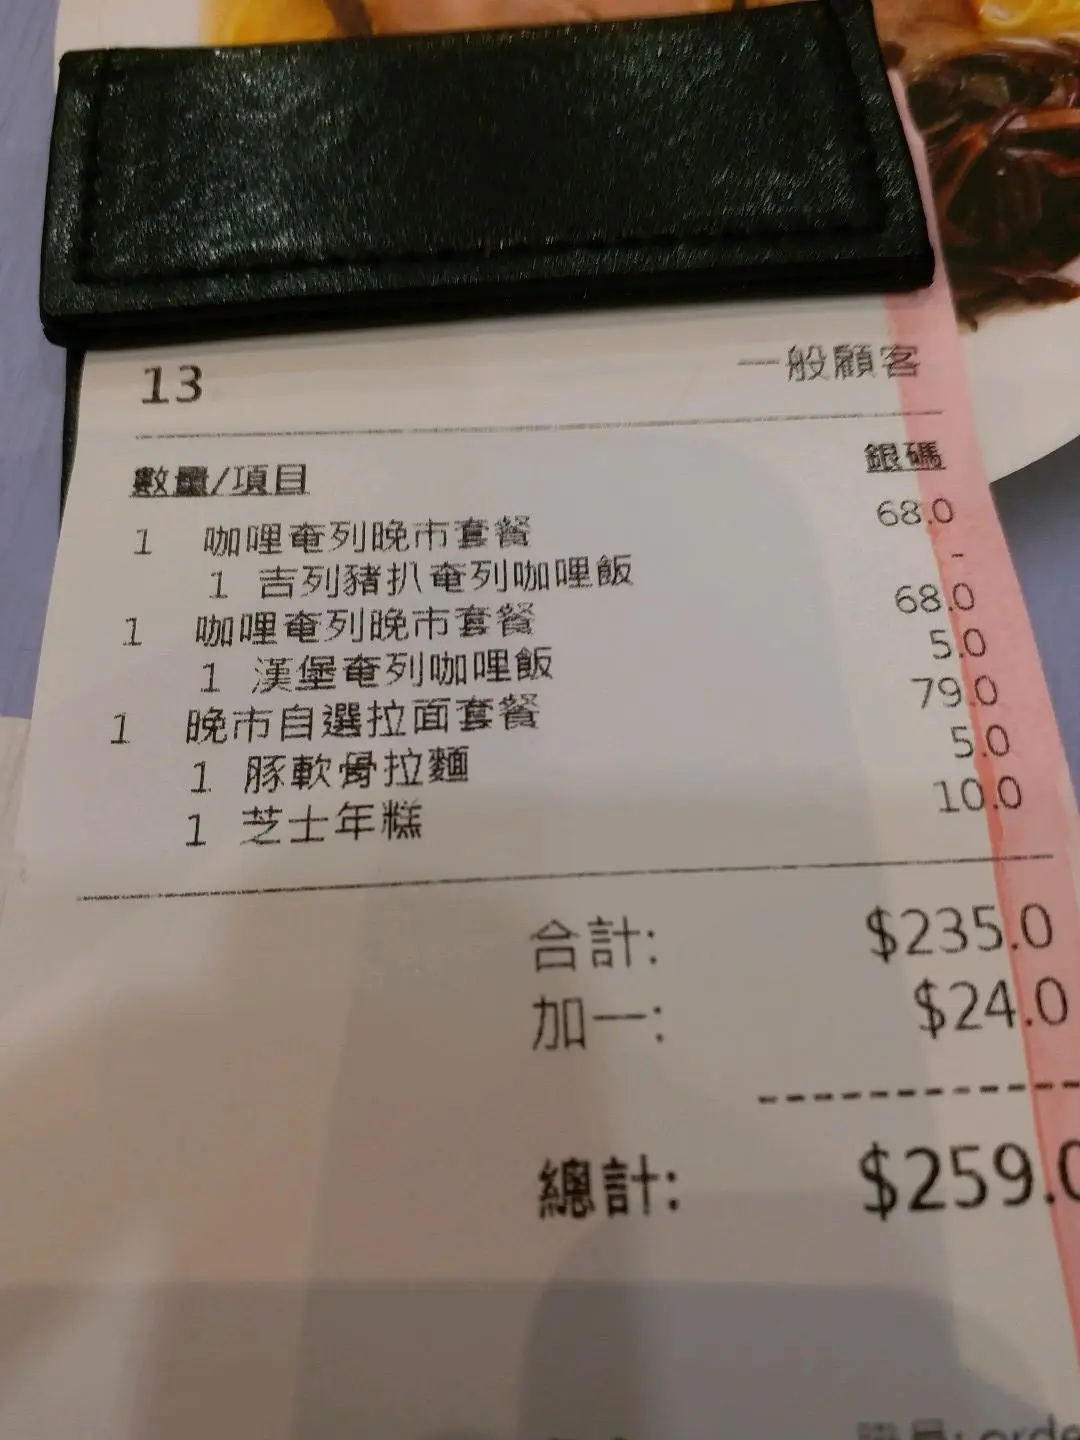 13 一般顧客
數量/項目 銀碼
1 咖哩奄列晚市套餐 68.0
1 吉列豬扒奄列咖哩飯 -
1 咖哩奄列晚市套餐 68.0
1 漢堡奄列咖哩飯 5.0
1 晚市自選拉面套餐 79.0
1 豚軟骨拉麵 5.0
1 芝士年糕 10.0
合計: $235.0
加一: $24.0
總計: $259.0
職員: orde